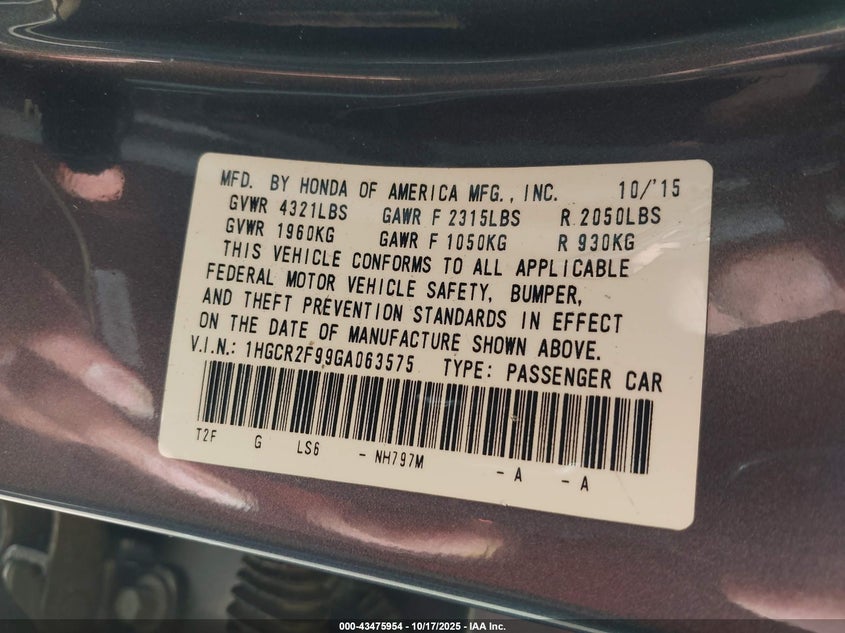 MFD. BY HONDA OF AMERICA MFG., INC. 10/'15
GVWR 4321LBS GAWR F 2315LBS R 2050LBS
GVWR 1960KG GAWR F 1050KG R 930KG
THIS VEHICLE CONFORMS TO ALL APPLICABLE
FEDERAL MOTOR VEHICLE SAFETY, BUMPER,
AND THEFT PREVENTION STANDARDS IN EFFECT
ON THE DATE OF MANUFACTURE SHOWN ABOVE.
V.I.N.: 1HGCR2F99GA063575 TYPE: PASSENGER CAR
T2F G LS6 - NH797M - A - A
000-43475954 - 10/17/2025 - IAA Inc.